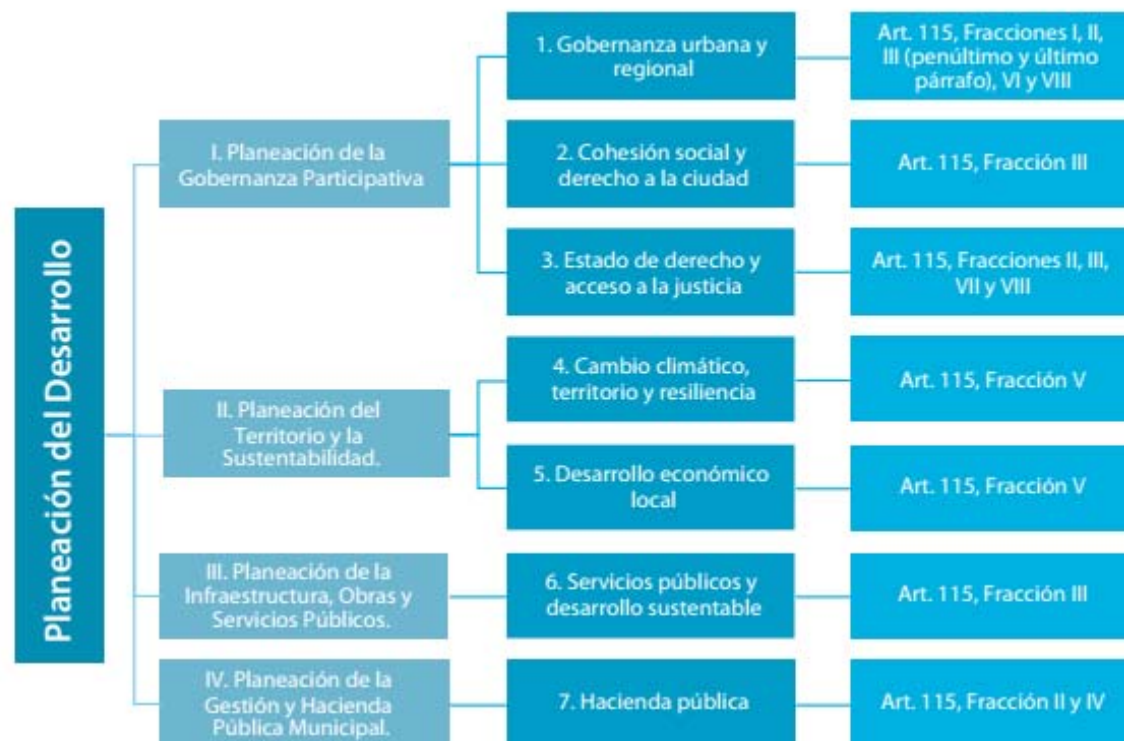 Planeación del Desarrollo
I. Planeación de la
Gobernanza Participativa
1. Gobernanza urbana y
regional
Art. 115, Fracciones I, II,
III (penúltimo y último
párrafo), VI y VIII
2. Cohesión social y
derecho a la ciudad
Art. 115, Fracción III
3. Estado de derecho y
acceso a la justicia
Art. 115, Fracciones II, III,
VII y VIII
II. Planeación del
Territorio y la
Sustentabilidad.
4. Cambio climático,
territorio y resiliencia
Art. 115, Fracción V
5. Desarrollo económico
local
Art. 115, Fracción V
III. Planeación de la
Infraestructura, Obras y
Servicios Públicos.
6. Servicios públicos y
desarrollo sustentable
Art. 115, Fracción III
IV. Planeación de la
Gestión y Hacienda
Pública Municipal.
7. Hacienda pública
Art. 115, Fracción II y IV